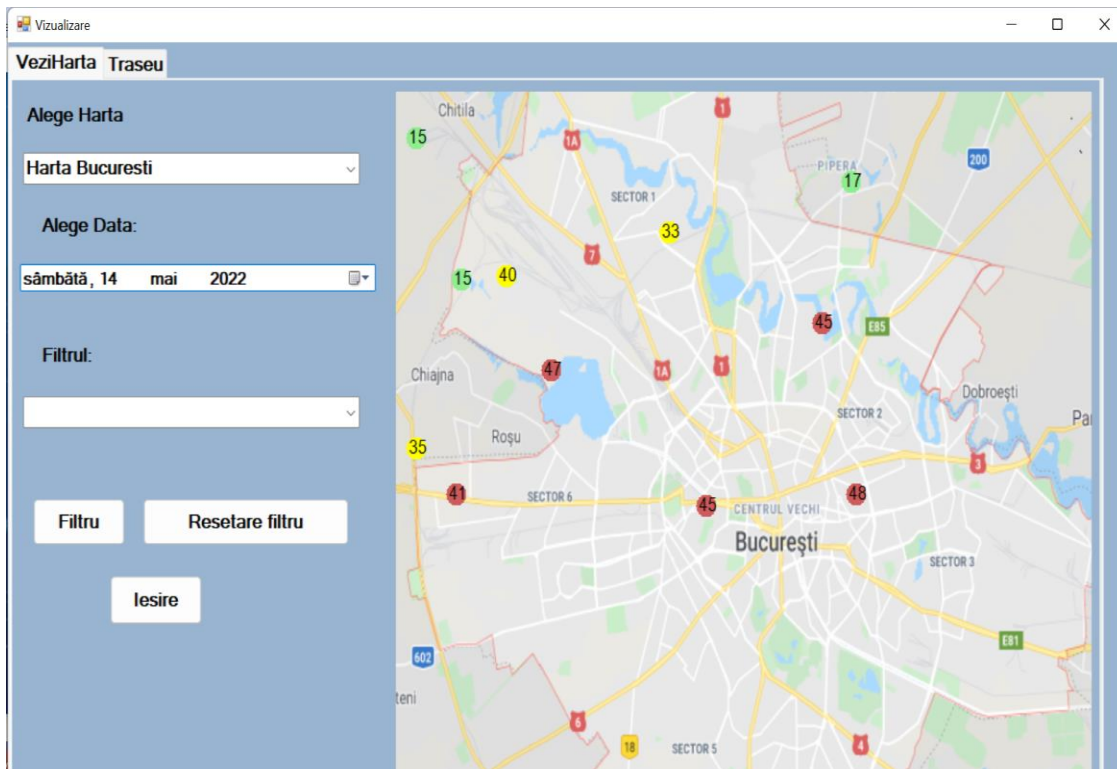 Vizualizare
VeziHarta Traseu
Alege Harta
Harta Bucuresti
Alege Data:
sâmbătă, 14 mai 2022
Filtrul:
Filtru
Resetare filtru
Iesire
Chitila
1
15
1A
PIPERA
200
17
SECTOR 1
33
7
15
40
45
E85
47
1A
1
Chiajna
Dobroești
SECTOR 2
Pa
35
Roșu
3
41
SECTOR 6
45
48
CENTRUL VECHI
București
SECTOR 3
E81
602
teni
6
18
SECTOR 5
4